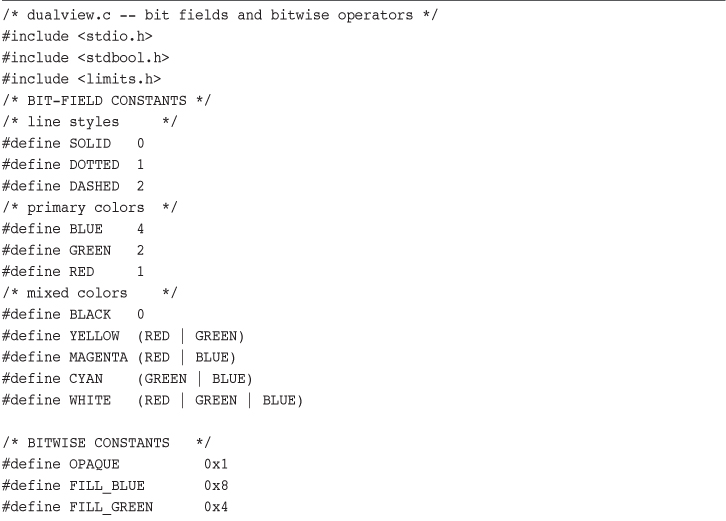 /* dualview.c -- bit fields and bitwise operators */
#include <stdio.h>
#include <stdbool.h>
#include <limits.h>
/* BIT-FIELD CONSTANTS */
/* line styles     */
#define SOLID   0
#define DOTTED  1
#define DASHED  2
/* primary colors  */
#define BLUE    4
#define GREEN   2
#define RED     1
/* mixed colors    */
#define BLACK   0
#define YELLOW  (RED | GREEN)
#define MAGENTA (RED | BLUE)
#define CYAN    (GREEN | BLUE)
#define WHITE   (RED | GREEN | BLUE)
/* BITWISE CONSTANTS   */
#define OPAQUE          0x1
#define FILL_BLUE       0x8
#define FILL_GREEN      0x4